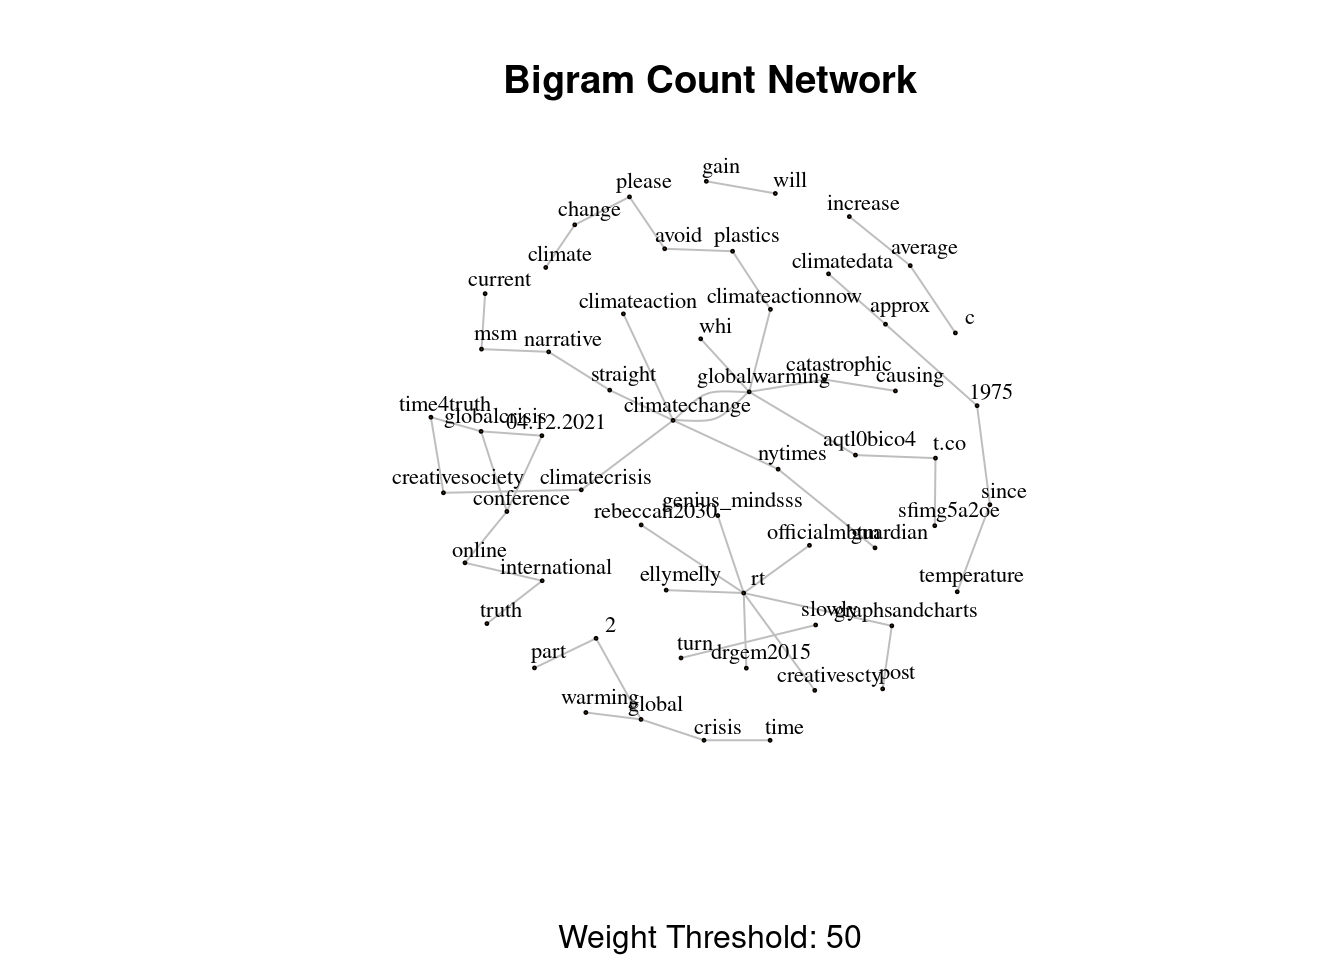 Bigram Count Network
gain
will
please
change
increase
avoid
plastics
average
climate
climatedata
current
climateaction
climateactionnow
approx
c
whi
msm
narrative
catastrophic
straight
globalwarming
causing
1975
time4truth
climatechange
globalcrisis
04.12.2021
aqtl0bico4
t.co
nytimes
creativesociety
climatecrisis
since
conference
genius_mindsss
rebeccah2030
sfimg5a2oe
officialmbtm
guardian
online
international
ellymelly
rt
temperature
truth
slowly
graphsandcharts
2
part
turn
drgem2015
creativescty
post
warming
global
crisis
time
Weight Threshold: 50